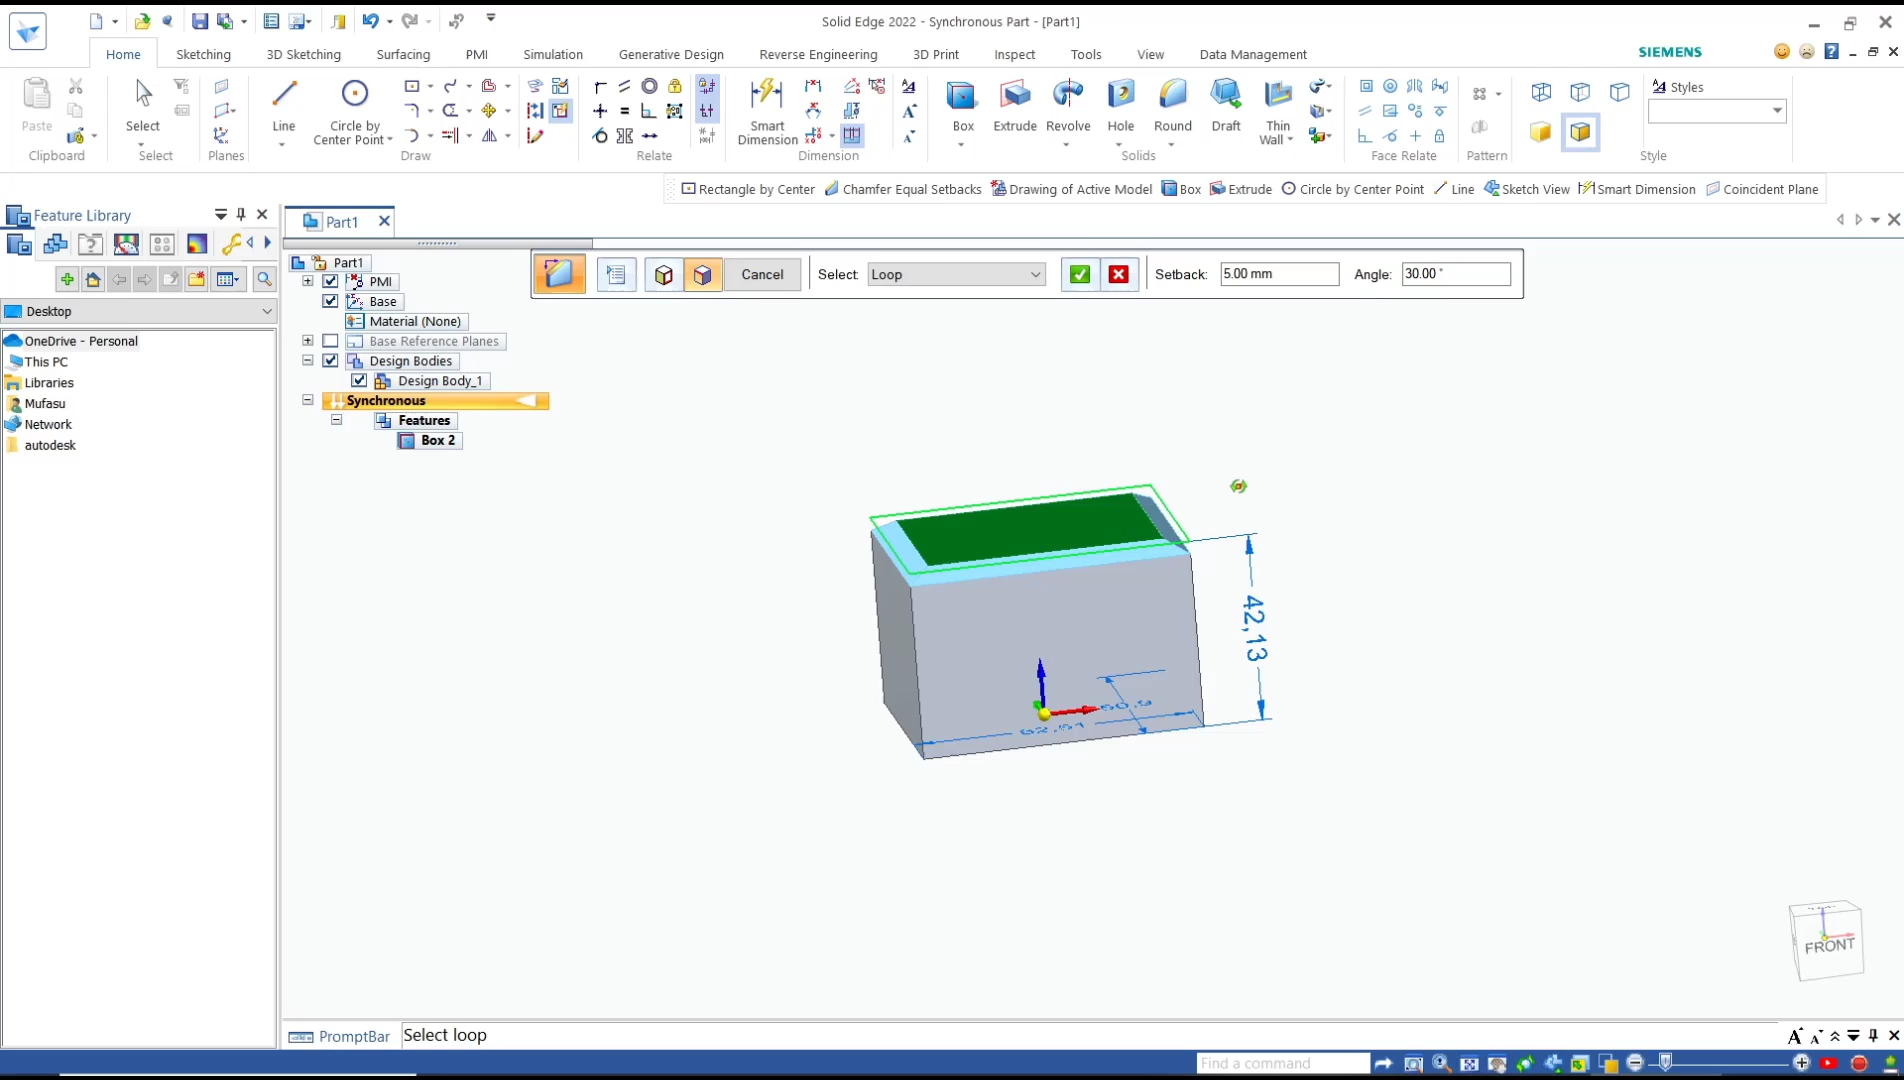 Solid Edge 2022 - Synchronous Part - [Part1]
Home Sketching 3D Sketching Surfacing PMI Simulation Generative Design Reverse Engineering 3D Print Inspect Tools View Data Management SIEMENS
Paste
Select
Line
Circle by Center Point
Smart Dimension
Box
Extrude
Revolve
Hole
Round
Draft
Thin Wall
Styles
Clipboard Select Planes Draw Relate Dimension Solids Face Relate Pattern Style
Rectangle by Center Chamfer Equal Setbacks Drawing of Active Model Box Extrude Circle by Center Point Line Sketch View Smart Dimension Coincident Plane
Feature Library
Part1
Desktop
OneDrive - Personal
This PC
Libraries
Mufasu
Network
autodesk
Part1
PMI
Base
Material (None)
Base Reference Planes
Design Bodies
Design Body_1
Synchronous
Features
Box 2
Cancel Select: Loop Setback: 5.00 mm Angle: 30.00 °
42,13
FRONT
PromptBar Select loop
Find a command